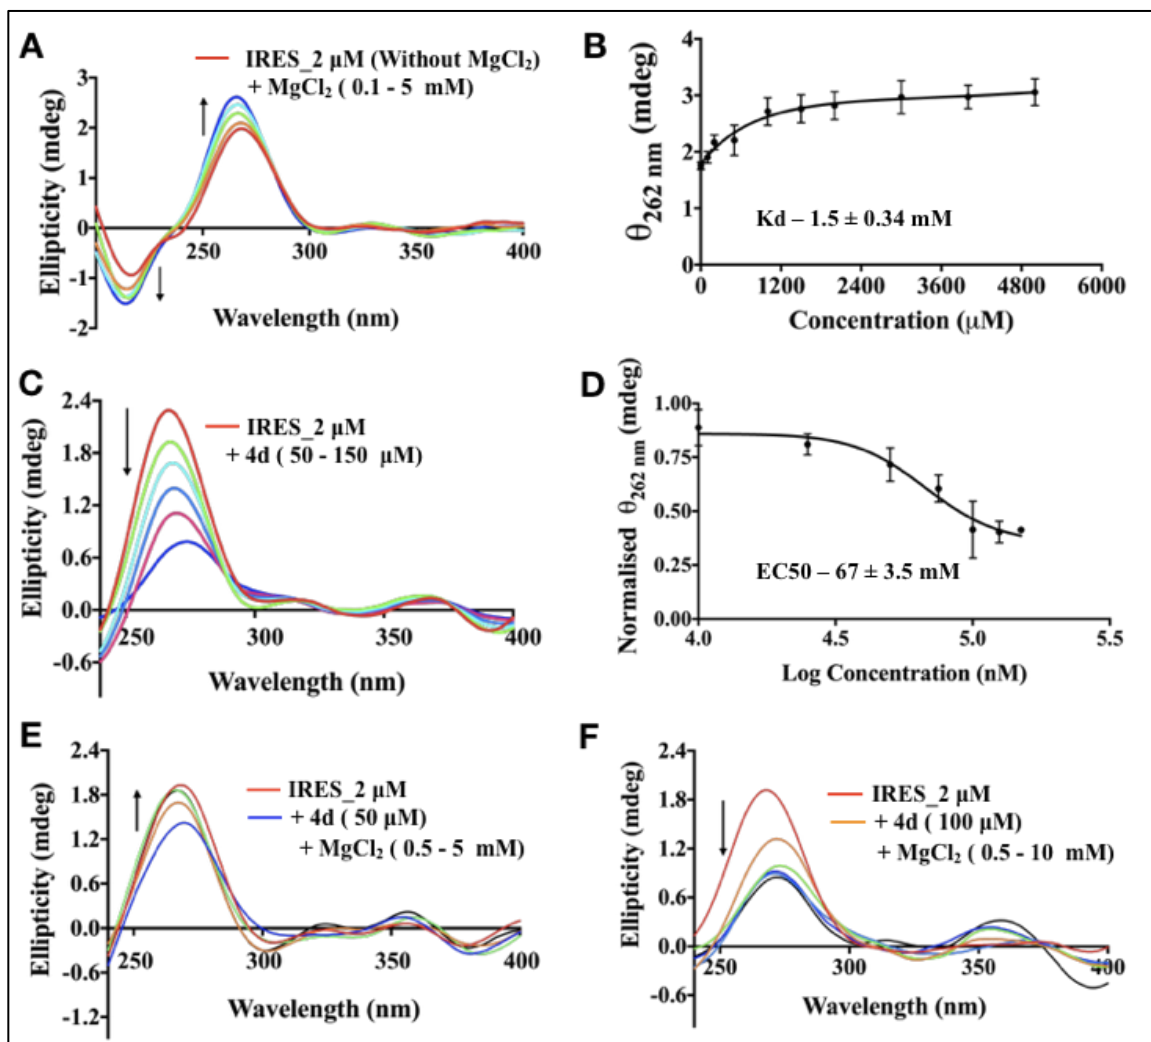 A
IRES_2 μM (Without MgCl₂)
+ MgCl₂ ( 0.1 - 5 mM)
Ellipticity (mdeg)
3
2
1
0
-1
-2
250
300
350
400
Wavelength (nm)
B
θ262 nm (mdeg)
4
3
2
1
0
Kd – 1.5 ± 0.34 mM
0
1200
2400
3600
4800
6000
Concentration (μM)
C
IRES_2 μM
+ 4d ( 50 - 150 μM)
Ellipticity (mdeg)
2.4
1.8
1.2
0.6
0.0
-0.6
250
300
350
400
Wavelength (nm)
D
Normalised θ262 nm (mdeg)
1.00
0.75
0.50
0.25
0.00
EC50 – 67 ± 3.5 mM
4.0
4.5
5.0
5.5
Log Concentration (nM)
E
IRES_2 μM
+ 4d ( 50 μM)
+ MgCl₂ ( 0.5 - 5 mM)
Ellipticity (mdeg)
2.4
1.8
1.2
0.6
0.0
-0.6
-1.2
250
300
350
400
Wavelength (nm)
F
IRES_2 μM
+ 4d ( 100 μM)
+ MgCl₂ ( 0.5 - 10 mM)
Ellipticity (mdeg)
2.4
1.8
1.2
0.6
0.0
-0.6
250
300
350
400
Wavelength (nm)